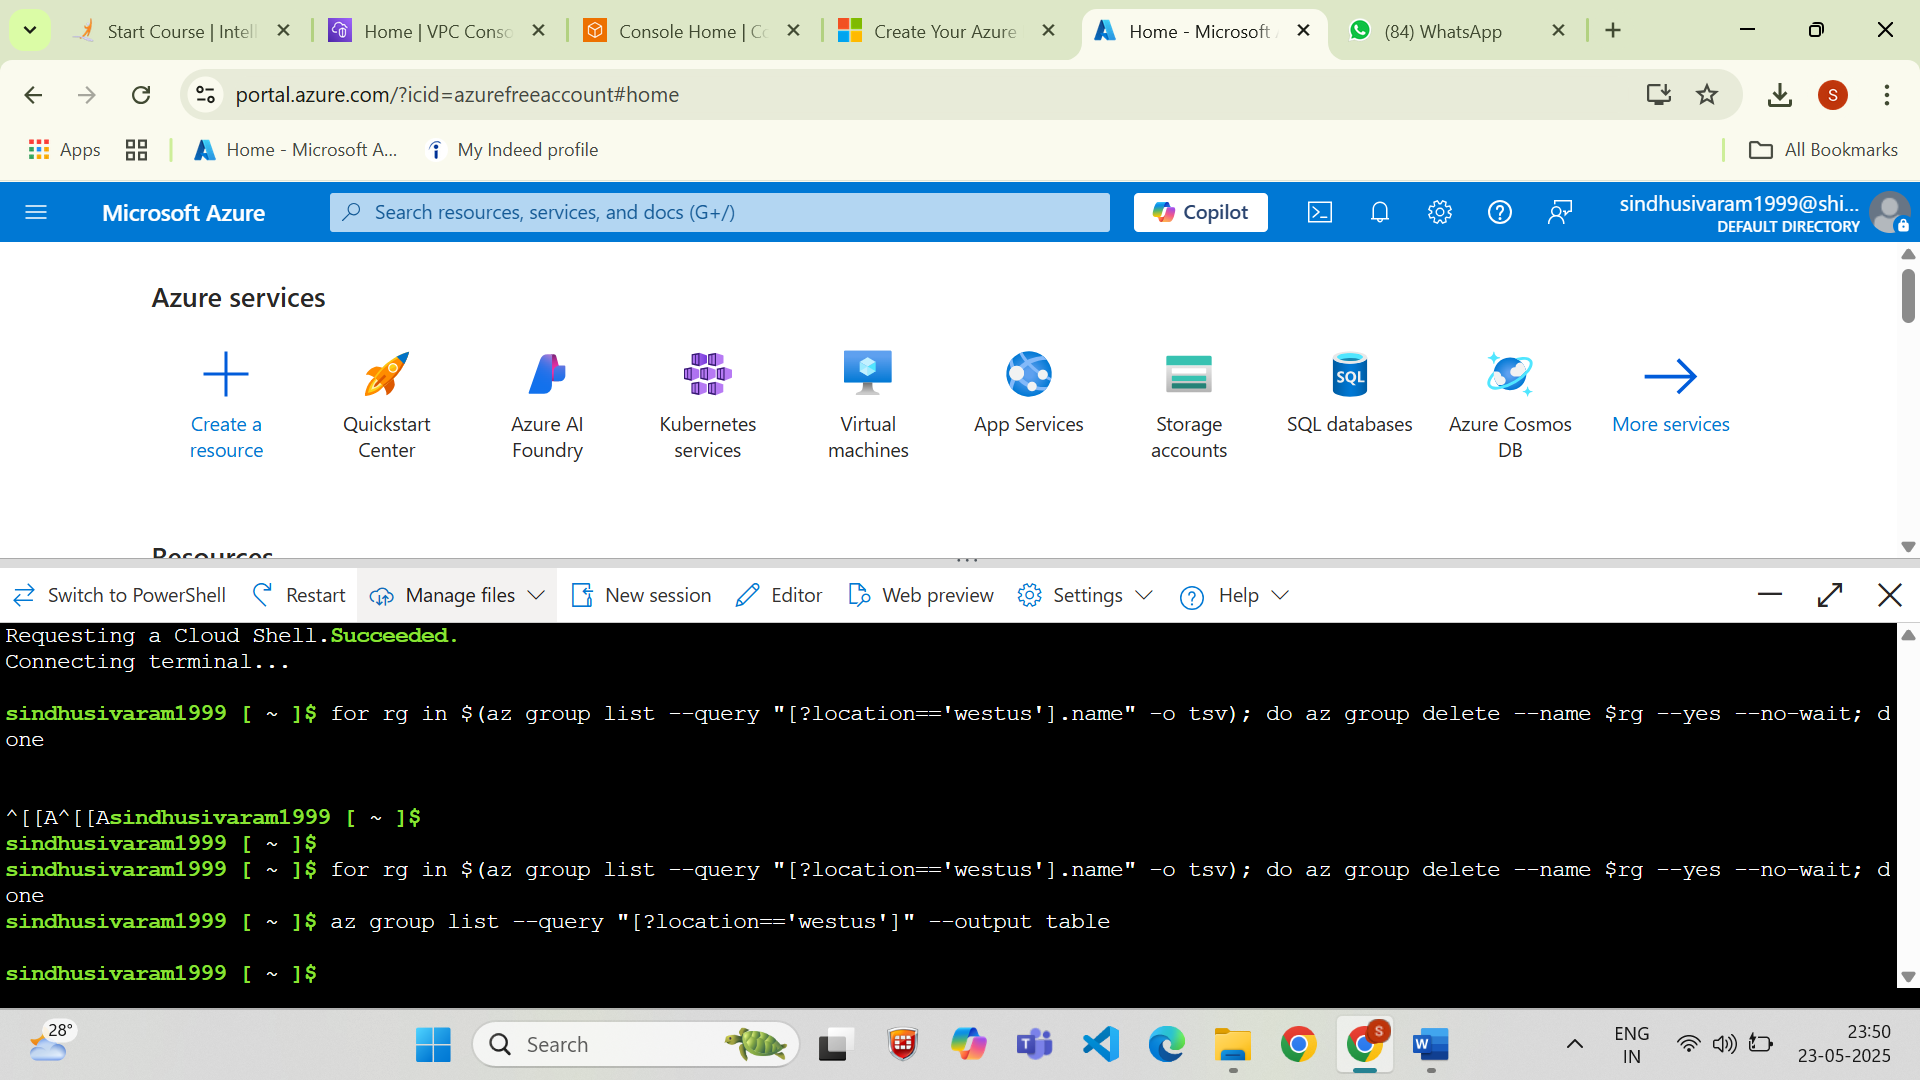 Start Course | Intell
Home | VPC Conso
Console Home | Co
Create Your Azure
Home - Microsoft A
(84) WhatsApp
portal.azure.com/?icid=azurefreeaccount#home
S
Apps
Home - Microsoft A...
My Indeed profile
All Bookmarks
Microsoft Azure
Search resources, services, and docs (G+/)
Copilot
sindhusivaram1999@shi...
DEFAULT DIRECTORY
Azure services
Create a resource
Quickstart Center
Azure AI Foundry
Kubernetes services
Virtual machines
App Services
Storage accounts
SQL
SQL databases
Azure Cosmos DB
More services
Resources
Switch to PowerShell
Restart
Manage files
New session
Editor
Web preview
Settings
Help
Requesting a Cloud Shell.Succeeded.
Connecting terminal...
sindhusivaram1999 [ ~ ]$ for rg in $(az group list --query "[?location=='westus'].name" -o tsv); do az group delete --name $rg --yes --no-wait; d
one
^[[A^[[Asindhusivaram1999 [ ~ ]$
sindhusivaram1999 [ ~ ]$
sindhusivaram1999 [ ~ ]$ for rg in $(az group list --query "[?location=='westus'].name" -o tsv); do az group delete --name $rg --yes --no-wait; d
one
sindhusivaram1999 [ ~ ]$ az group list --query "[?location=='westus']" --output table
sindhusivaram1999 [ ~ ]$
28°
Search
S
ENG
IN
23:50
23-05-2025